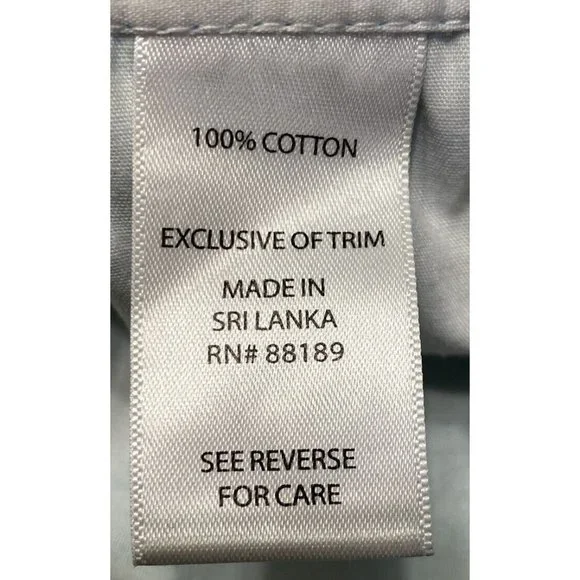 100% COTTON
EXCLUSIVE OF TRIM
MADE IN
SRI LANKA
RN# 88189
SEE REVERSE
FOR CARE